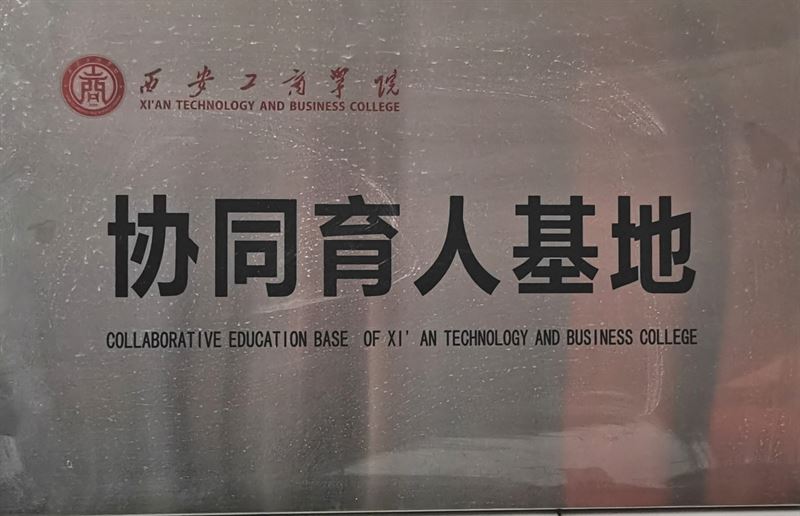 西安工商学院
XI'AN TECHNOLOGY AND BUSINESS COLLEGE
协同育人基地
COLLABORATIVE EDUCATION BASE OF XI' AN TECHNOLOGY AND BUSINESS COLLEGE